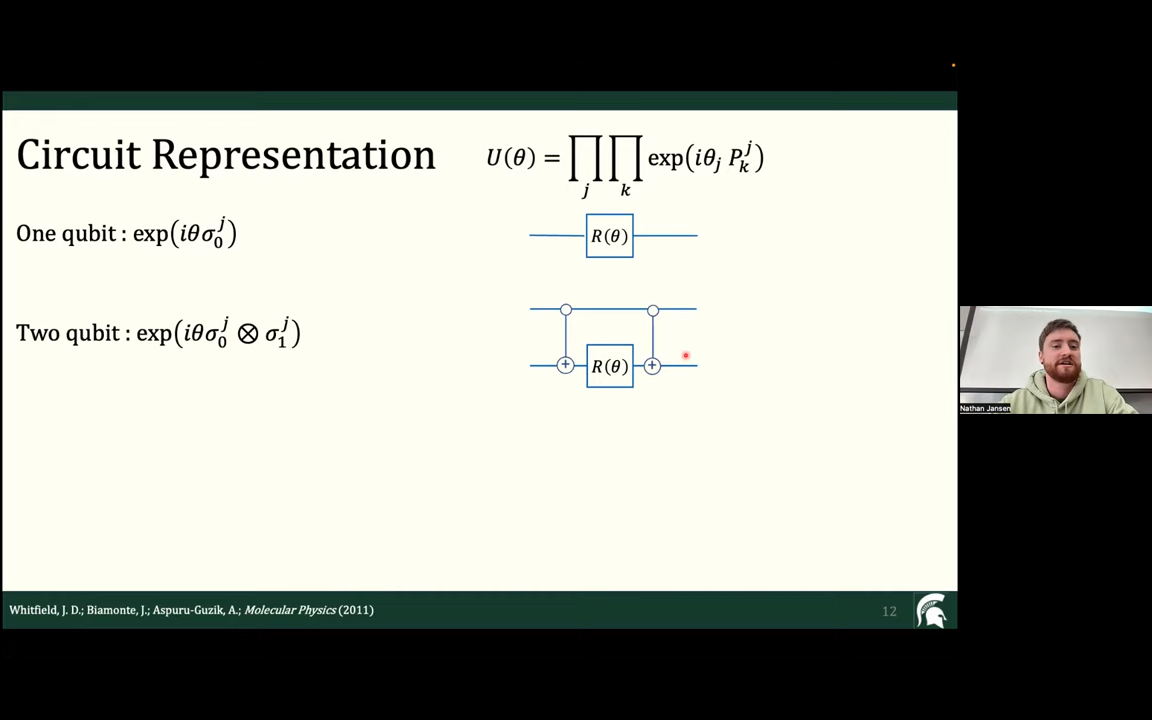 Circuit Representation
U(θ) = ∏_j ∏_k exp(iθ_j P_k^j)
One qubit : exp(iθσ_0^j)
R(θ)
Two qubit : exp(iθσ_0^j ⊗ σ_1^j)
R(θ)
Nathan Jansen
Whitfield, J. D.; Biamonte, J.; Aspuru-Guzik, A.; Molecular Physics (2011)
12